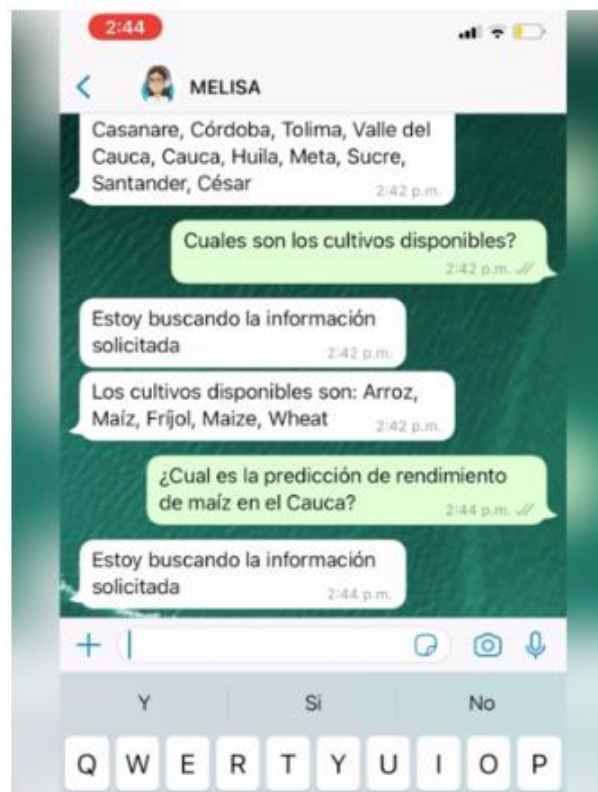 2:44
MELISA
Casanare, Córdoba, Tolima, Valle del
Cauca, Cauca, Huila, Meta, Sucre,
Santander, César
2:42 p.m.
Cuales son los cultivos disponibles?
2:42 p.m.
Estoy buscando la información
solicitada
2:42 p.m.
Los cultivos disponibles son: Arroz,
Maíz, Fríjol, Maize, Wheat
2:42 p.m.
¿Cual es la predicción de rendimiento
de maíz en el Cauca?
2:44 p.m.
Estoy buscando la información
solicitada
2:44 p.m.
Y Si No
Q W E R T Y U I O P